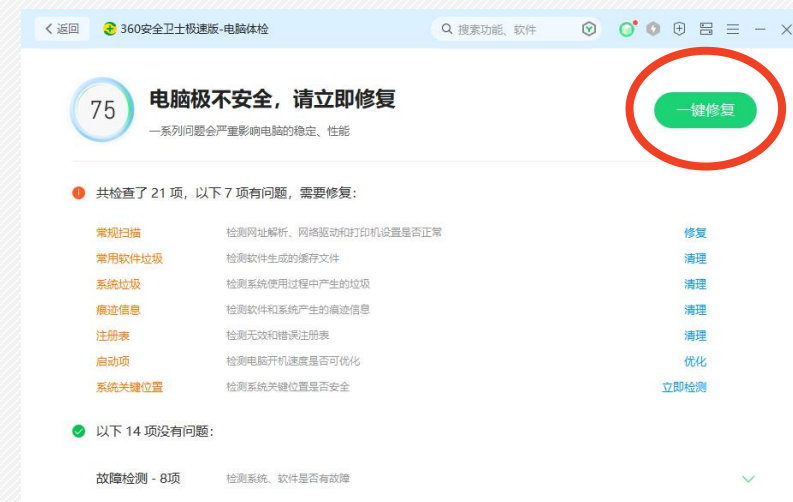 返回 360安全卫士极速版-电脑体检 搜索功能、软件
75 电脑极不安全，请立即修复 一键修复
一系列问题会严重影响电脑的稳定、性能
共检查了 21 项，以下 7 项有问题，需要修复：
常规扫描 检测网址解析、网络驱动和打印机设置是否正常 修复
常用软件垃圾 检测软件生成的缓存文件 清理
系统垃圾 检测系统使用过程中产生的垃圾 清理
痕迹信息 检测软件和系统产生的痕迹信息 清理
注册表 检测无效和错误注册表 清理
启动项 检测电脑开机速度是否可优化 优化
系统关键位置 检测系统关键位置是否安全 立即检测
以下 14 项没有问题：
故障检测 - 8项 检测系统、软件是否有故障